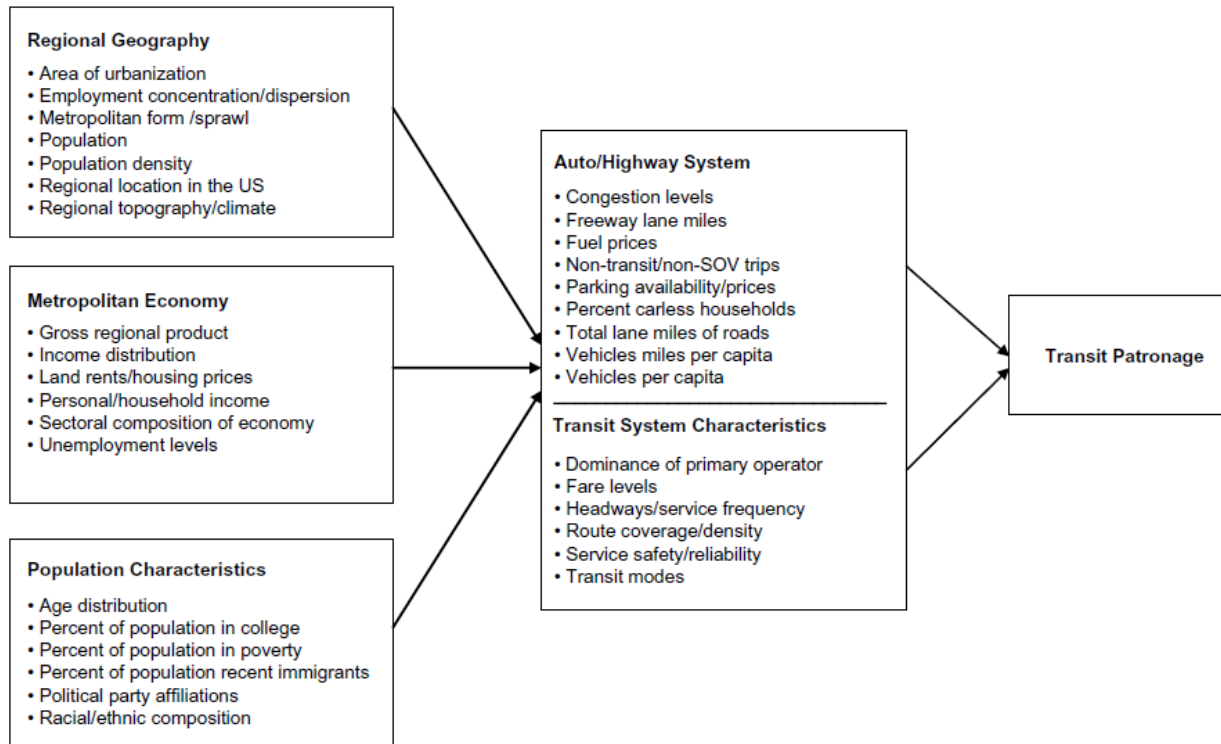 Regional Geography
• Area of urbanization
• Employment concentration/dispersion
• Metropolitan form /sprawl
• Population
• Population density
• Regional location in the US
• Regional topography/climate
Metropolitan Economy
• Gross regional product
• Income distribution
• Land rents/housing prices
• Personal/household income
• Sectoral composition of economy
• Unemployment levels
Population Characteristics
• Age distribution
• Percent of population in college
• Percent of population in poverty
• Percent of population recent immigrants
• Political party affiliations
• Racial/ethnic composition
Auto/Highway System
• Congestion levels
• Freeway lane miles
• Fuel prices
• Non-transit/non-SOV trips
• Parking availability/prices
• Percent carless households
• Total lane miles of roads
• Vehicles miles per capita
• Vehicles per capita
Transit System Characteristics
• Dominance of primary operator
• Fare levels
• Headways/service frequency
• Route coverage/density
• Service safety/reliability
• Transit modes
Transit Patronage